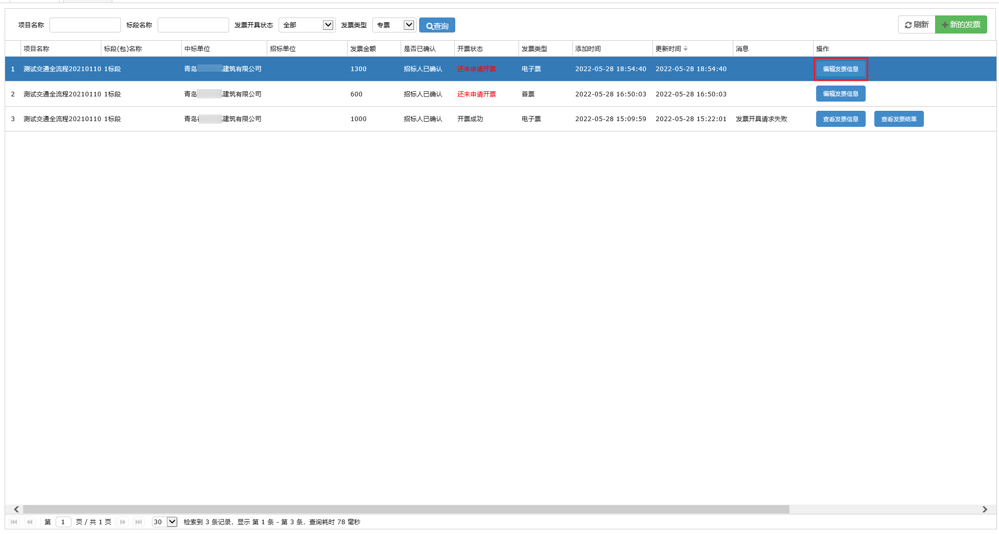 项目名称 标段名称 发票开具状态 全部 发票类型 专票 查询 刷新 新的发票
项目名称 标段(包)名称 中标单位 招标单位 发票金额 是否已确认 开票状态 发票类型 添加时间 更新时间 消息 操作
1 测试交通全流程20210110 1标段 青岛 建筑有限公司 1300 招标人已确认 还未申请开票 电子票 2022-05-28 18:54:40 2022-05-28 18:54:40 编辑发票信息
2 测试交通全流程20210110 1标段 青岛 建筑有限公司 600 招标人已确认 还未申请开票 普票 2022-05-28 16:50:03 2022-05-28 16:50:03 编辑发票信息
3 测试交通全流程20210110 1标段 青岛 建筑有限公司 1000 招标人已确认 开票成功 电子票 2022-05-28 15:09:59 2022-05-28 15:22:01 发票开具请求失败 查看发票信息 查看发票结果
第 1 页 / 共 1 页 30 检索到 3 条记录，显示 第 1 条 - 第 3 条，查询耗时 78 毫秒